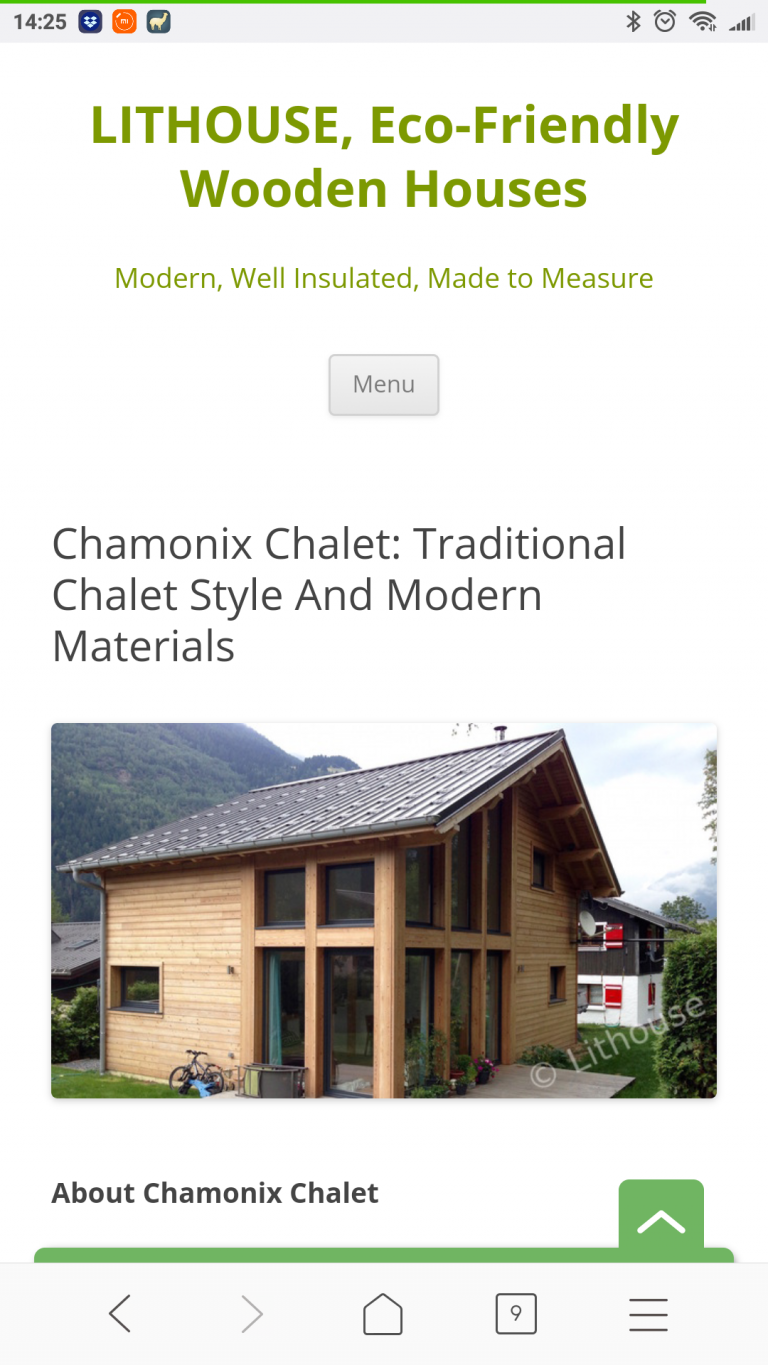 14:25
LITHOUSE, Eco-Friendly
Wooden Houses
Modern, Well Insulated, Made to Measure
Menu
Chamonix Chalet: Traditional
Chalet Style And Modern
Materials
© Lithouse
About Chamonix Chalet
9